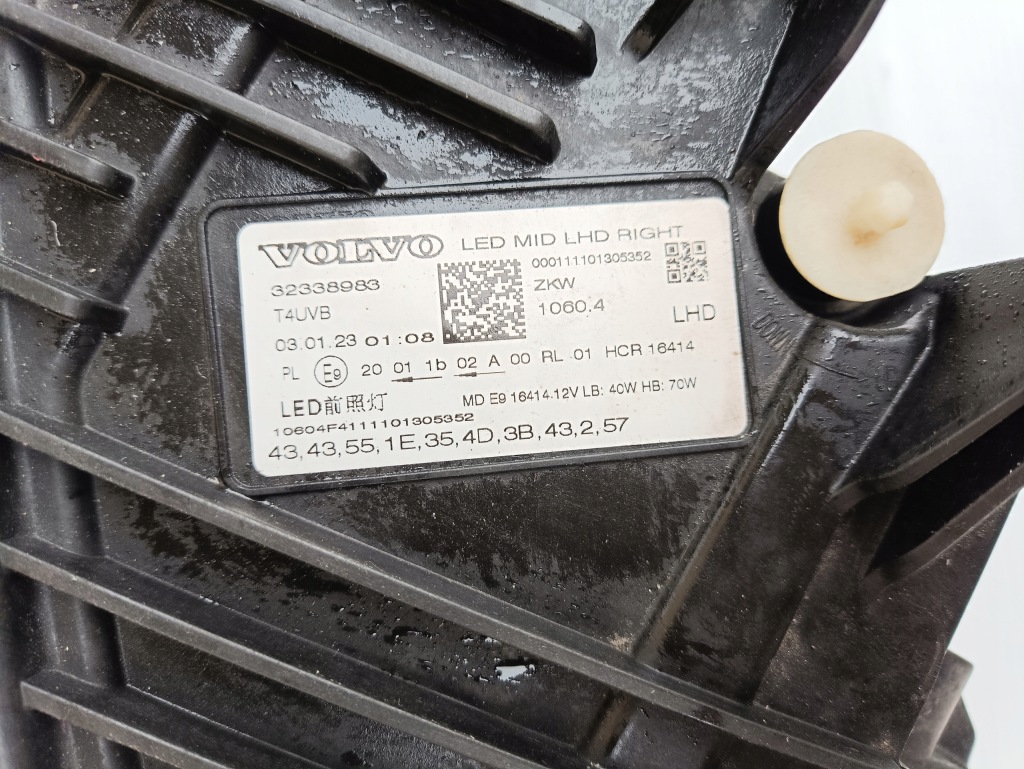 VOLVO LED MID LHD RIGHT
32338983
000111101305352
T4UVB
ZKW
1060.4
LHD
03.01.23 01:08
PL E9 20 01 1b 02 A 00 RL 01 HCR 16414
LED前照灯
MD E9 16414-12V LB: 40W HB: 70W
10604F4111101305352
43,43,55,1E,35,4D,3B,43,2,57